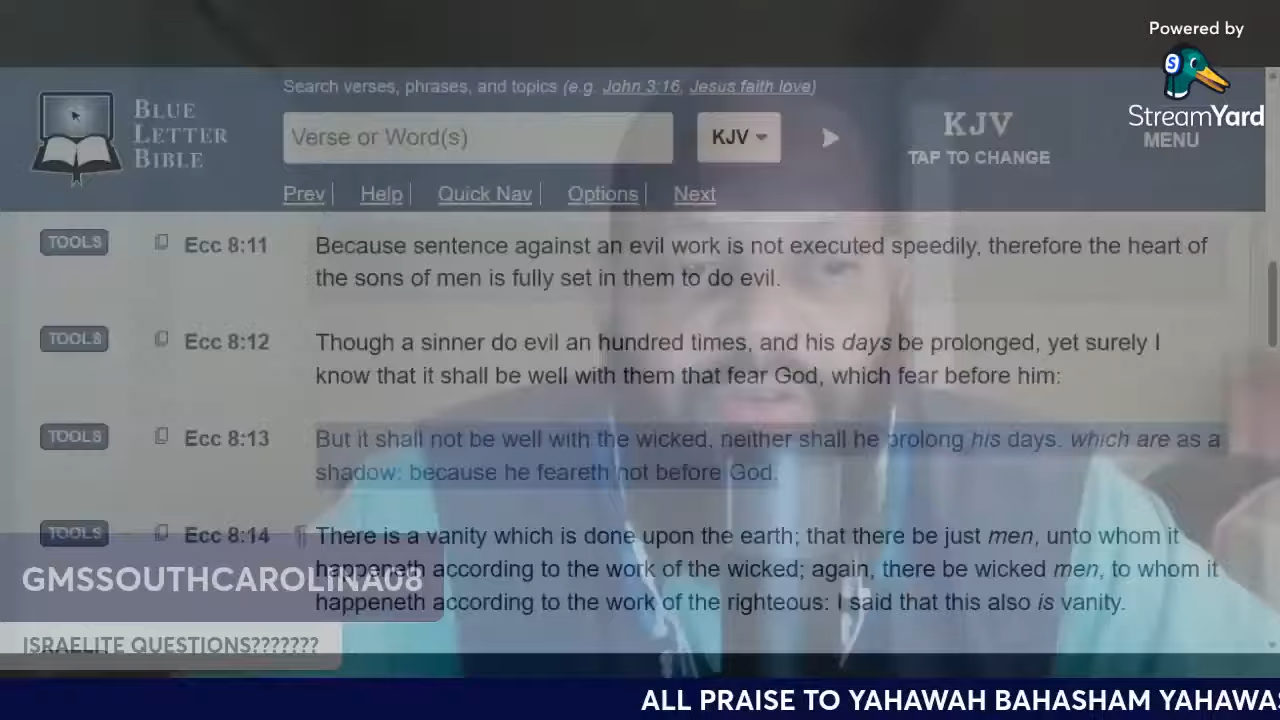 Powered by
StreamYard
Search verses, phrases, and topics (e.g. John 3:16, Jesus faith love)
BLUE
LETTER
BIBLE
Verse or Word(s)
KJV
KJV
TAP TO CHANGE
MENU
Prev
Help
Quick Nav
Options
Next
TOOLS
Ecc 8:11
Because sentence against an evil work is not executed speedily, therefore the heart of
the sons of men is fully set in them to do evil.
TOOLS
Ecc 8:12
Though a sinner do evil an hundred times, and his days be prolonged, yet surely I
know that it shall be well with them that fear God, which fear before him:
TOOLS
Ecc 8:13
But it shall not be well with the wicked, neither shall he prolong his days, which are as a
shadow; because he feareth not before God.
TOOLS
Ecc 8:14
¶ There is a vanity which is done upon the earth; that there be just men, unto whom it
happeneth according to the work of the wicked; again, there be wicked men, to whom it
happeneth according to the work of the righteous: I said that this also is vanity.
GMSSOUTHCAROLINA08
ISRAELITE QUESTIONS???????
ALL PRAISE TO YAHAWAH BAHASHAM YAHAWAS